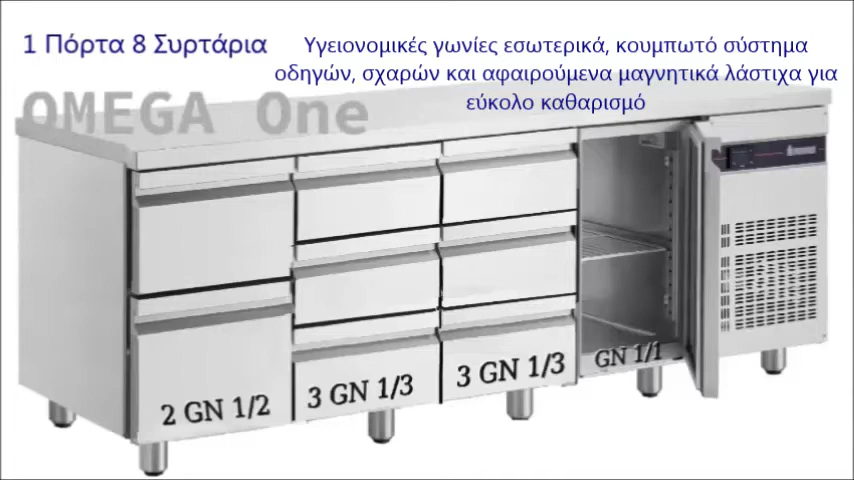 1 Πόρτα 8 Συρτάρια
Υγειονομικές γωνίες εσωτερικά, κουμπωτό σύστημα
οδηγών, σχαρών και αφαιρούμενα μαγνητικά λάστιχα για
εύκολο καθαρισμό
OMEGA One
2 GN 1/2
3 GN 1/3
3 GN 1/3
GN 1/1